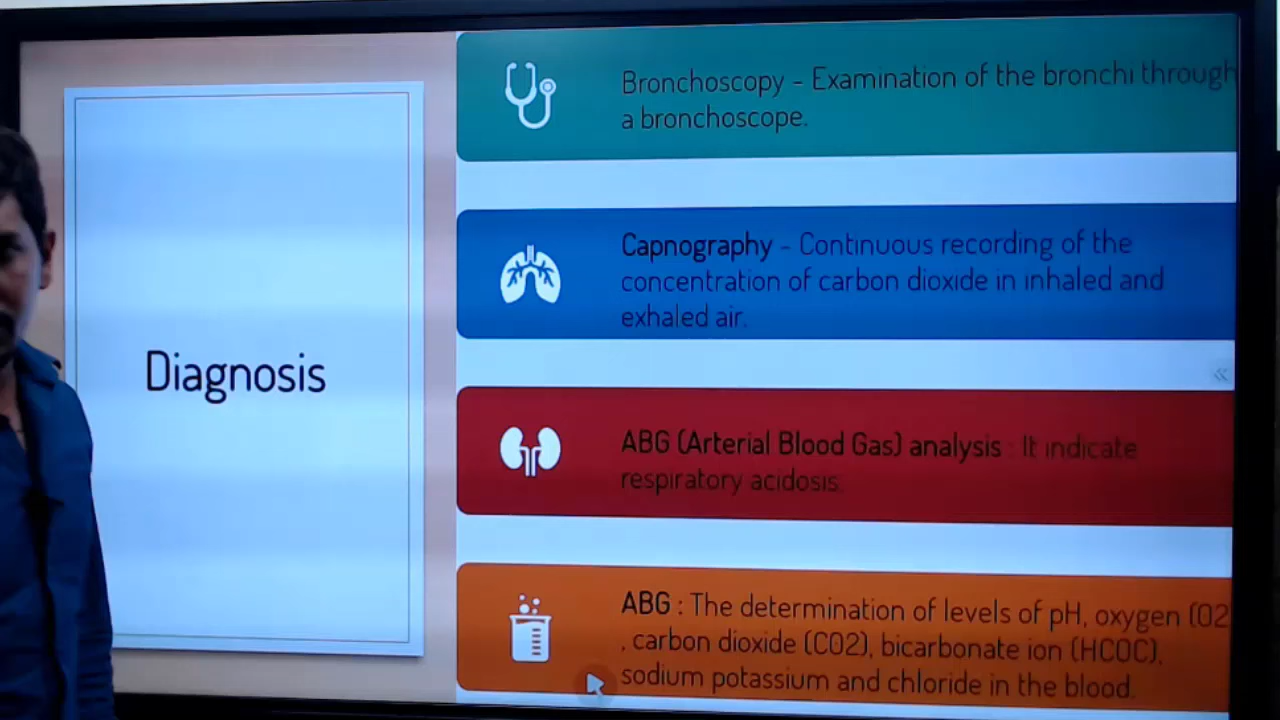 Diagnosis
Bronchoscopy - Examination of the bronchi through
a bronchoscope.
Capnography - Continuous recording of the
concentration of carbon dioxide in inhaled and
exhaled air.
ABG (Arterial Blood Gas) analysis : It indicate
respiratory acidosis.
ABG : The determination of levels of pH, oxygen (O2
, carbon dioxide (CO2), bicarbonate ion (HCOC),
sodium potassium and chloride in the blood.